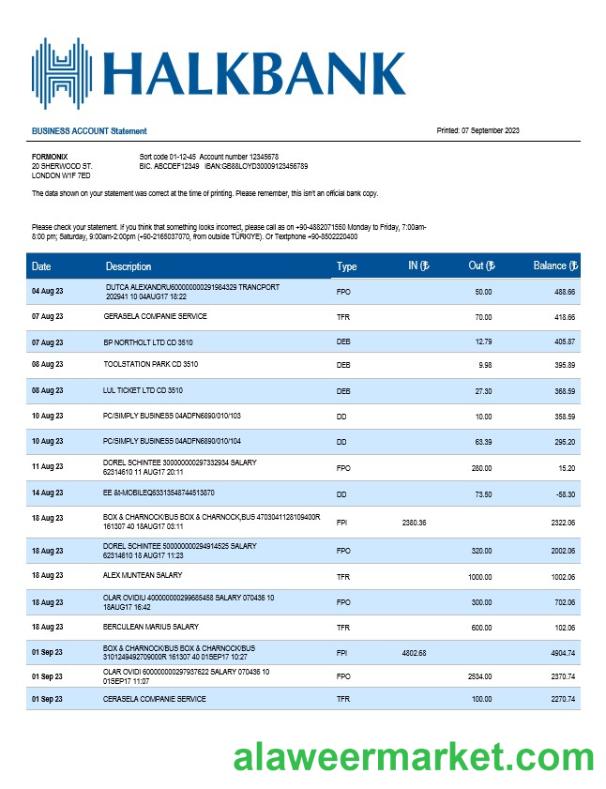 HALKBANK
BUSINESS ACCOUNT Statement Printed: 07 September 2023
FORMONIX Sort code 01-12-45 Account number 12345678
20 SHERWOOD ST. BIC. ABCDEF12349 IBAN:GB88LOYD30009123456789
LONDON W1F 7ED
The data shown on your statement was correct at the time of printing. Please remember, this isn't an official bank copy.
Please check your statement. If you think that something looks incorrect, please call as on +90-4882071550 Monday to Friday, 7:00am-
8:00 pm; Saturday, 9:00am-2:00pm (+90-2165037070, from outside TÜRKIYE). Or Textphone +90-8502220400
Date Description Type IN (₺ Out (₺ Balance (₺
04 Aug 23 DUTCA ALEXANDRU600000000291984329 TRANCPORT
202941 10 04AUG17 18:22 FPO 50.00 488.66
07 Aug 23 GERASELA COMPANIE SERVICE TFR 70.00 418.66
07 Aug 23 BP NORTHOLT LTD CD 3510 DEB 12.79 405.87
08 Aug 23 TOOLSTATION PARK CD 3510 DEB 9.98 395.89
08 Aug 23 LUL TICKET LTD CD 3510 DEB 27.30 368.59
10 Aug 23 PC/SIMPLY BUSINESS 04ADFN6890/010/103 DD 10.00 358.59
10 Aug 23 PC/SIMPLY BUSINESS 04ADFN6890/010/104 DD 63.39 295.20
11 Aug 23 DOREL SCHINTEE 300000000297332934 SALARY
62314610 11 AUG17 20:11 FPO 280.00 15.20
14 Aug 23 EE &t-MOBILEQ63313548744513870 DD 73.50 -58.30
18 Aug 23 BOX & CHARNOCK/BUS BOX & CHARNOCK,BUS 4703041128109400R
161307 40 18AUG17 03:11 FPI 2380.36 2322.06
18 Aug 23 DOREL SCHINTEE 500000000294914525 SALARY
62314610 18 AUG17 11:23 FPO 320.00 2002.06
18 Aug 23 ALEX MUNTEAN SALARY TFR 1000.00 1002.06
18 Aug 23 OLAR OVIDIU 400000000299685458 SALARY 070436 10
18AUG17 16:42 FPO 300.00 702.06
18 Aug 23 BERCULEAN MARIUS SALARY TFR 600.00 102.06
01 Sep 23 BOX & CHARNOCK/BUS BOX & CHARNOCK/BUS
3101249492709000R 161307 40 01SEP17 10:27 FPI 4802.68 4904.74
01 Sep 23 OLAR OVIDI 600000000297937622 SALARY 070436 10
01SEP17 11:07 FPO 2534.00 2370.74
01 Sep 23 CERASELA COMPANIE SERVICE TFR 100.00 2270.74
alaweermarket.com